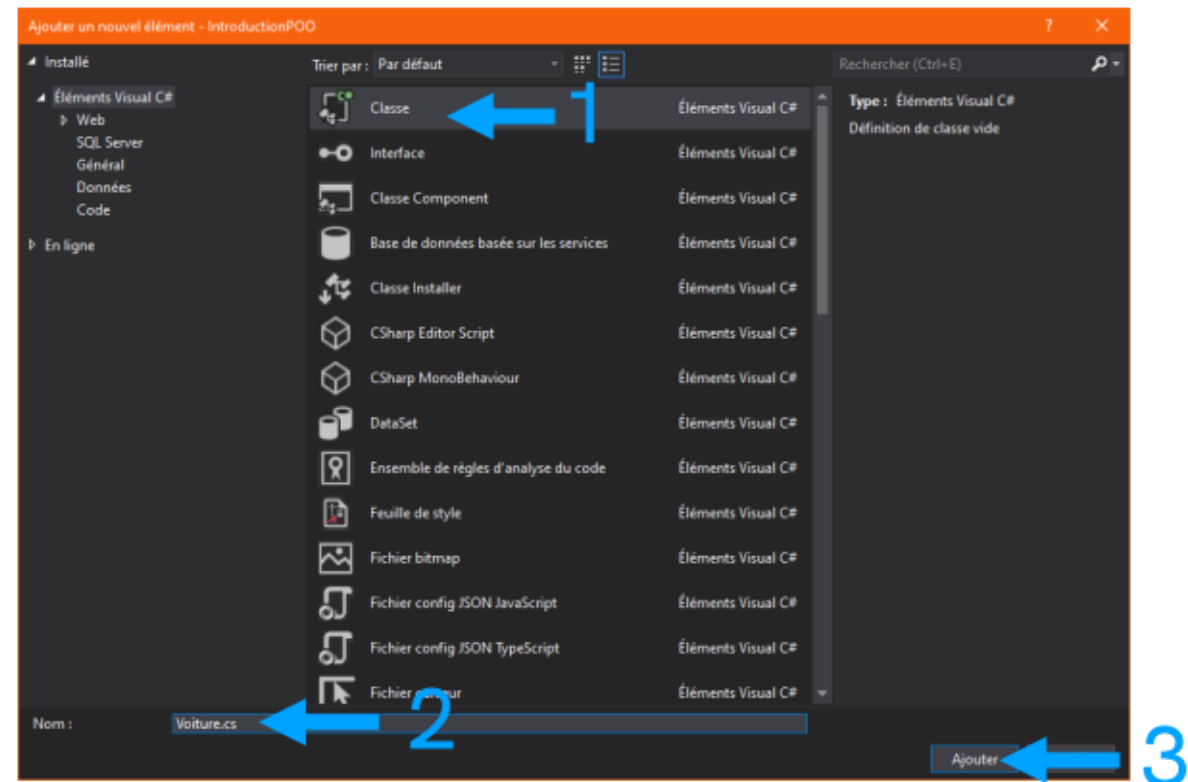 Ajouter un nouvel élément - IntroductionPOO ? ×
Installé
Trier par : Par défaut
Rechercher (Ctrl+E)
Éléments Visual C#
Web
SQL Server
Général
Données
Code
En ligne
Classe Éléments Visual C#
1
Interface Éléments Visual C#
Classe Component Éléments Visual C#
Base de données basée sur les services Éléments Visual C#
Classe Installer Éléments Visual C#
CSharp Editor Script Éléments Visual C#
CSharp MonoBehaviour Éléments Visual C#
DataSet Éléments Visual C#
Ensemble de règles d'analyse du code Éléments Visual C#
Feuille de style Éléments Visual C#
Fichier bitmap Éléments Visual C#
Fichier config JSON JavaScript Éléments Visual C#
Fichier config JSON TypeScript Éléments Visual C#
Fichier Éléments Visual C#
Type : Éléments Visual C#
Définition de classe vide
Nom : Voiture.cs
2
Ajouter
3